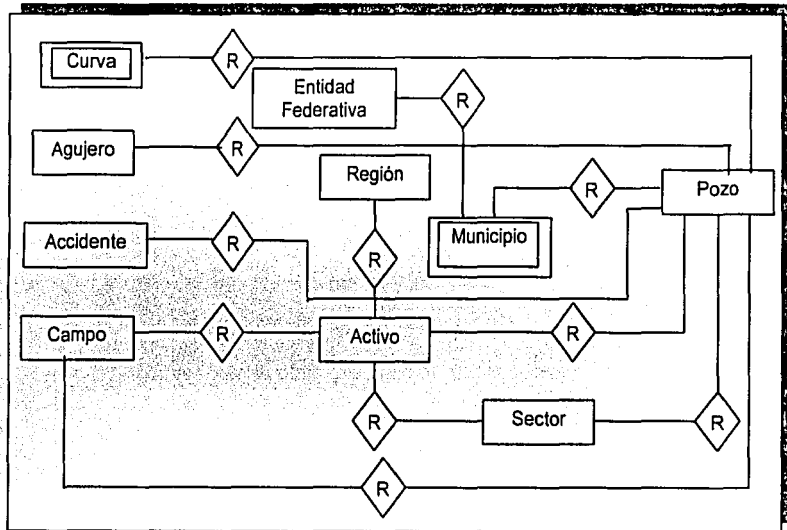 Curva
R
Entidad
Federativa
R
Agujero
R
Región
R
Pozo
Accidente
R
Municipio
R
Campo
R
Activo
R
R
Sector
R
R